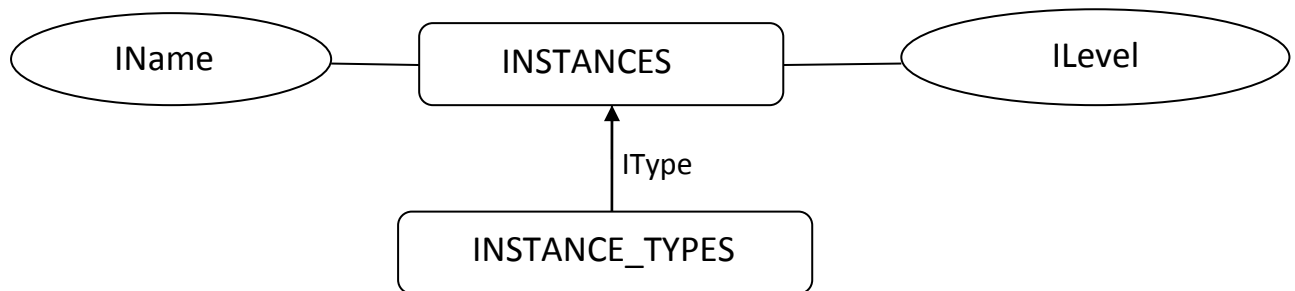 IName
INSTANCES
ILevel
IType
INSTANCE_TYPES